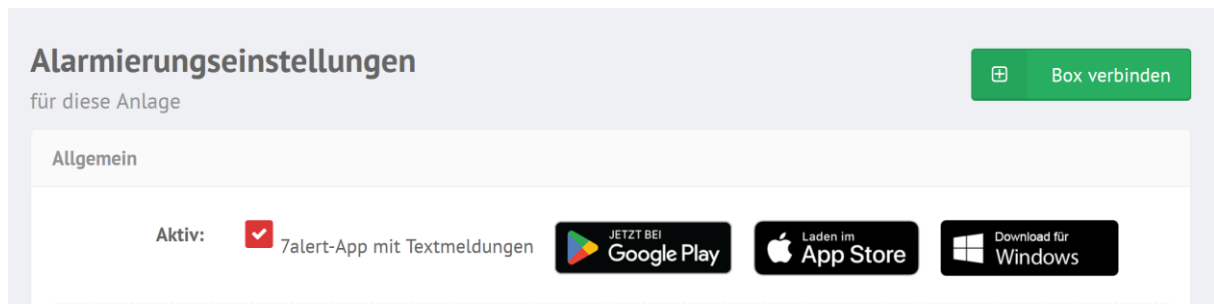 Alarmierungseinstellungen
für diese Anlage
Box verbinden
Allgemein
Aktiv:
7alert-App mit Textmeldungen
JETZT BEI
Google Play
Laden im
App Store
Download für
Windows